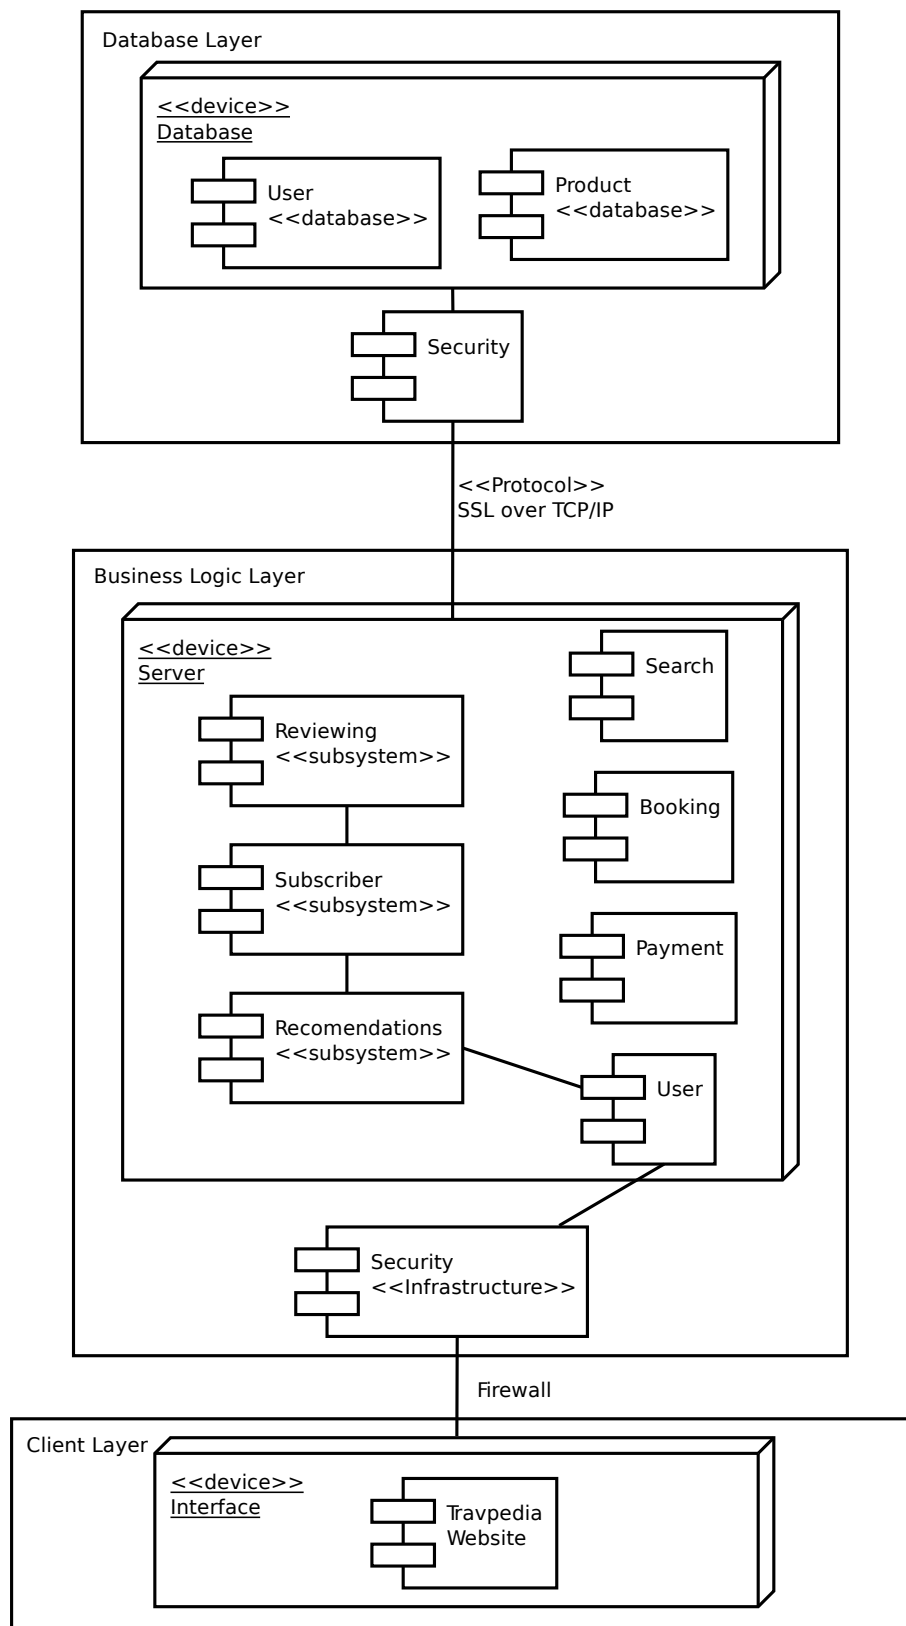 Database Layer
<<device>>
Database
User
<<database>>
Product
<<database>>
Security
<<Protocol>>
SSL over TCP/IP
Business Logic Layer
<<device>>
Server
Search
Reviewing
<<subsystem>>
Booking
Subscriber
<<subsystem>>
Payment
Recomendations
<<subsystem>>
User
Security
<<Infrastructure>>
Firewall
Client Layer
<<device>>
Interface
Travpedia
Website